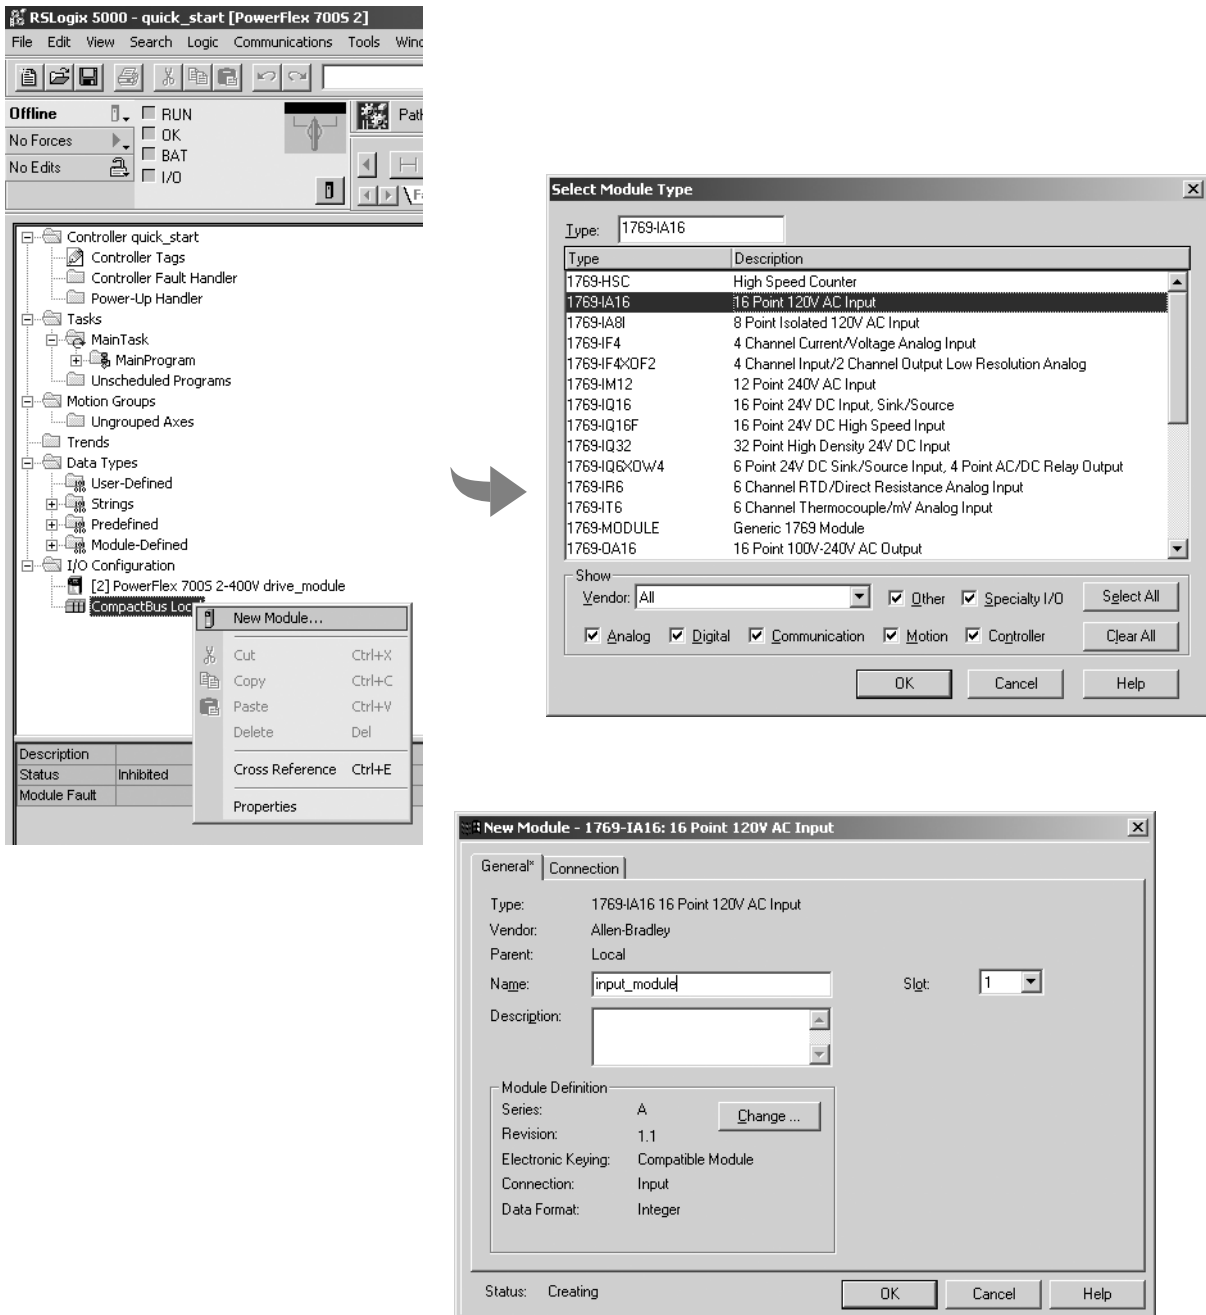 RSLogix 5000 - quick_start [PowerFlex 700S 2]
File Edit View Search Logic Communications Tools
Offline
RUN
No Forces
OK
No Edits
BAT
I/O
Controller quick_start
Controller Tags
Controller Fault Handler
Power-Up Handler
Tasks
MainTask
MainProgram
Unscheduled Programs
Motion Groups
Ungrouped Axes
Trends
Data Types
User-Defined
Strings
Predefined
Module-Defined
I/O Configuration
[2] PowerFlex 700S 2-400V drive_module
CompactBus Loc
New Module...
Cut Ctrl+X
Copy Ctrl+C
Paste Ctrl+V
Delete Del
Cross Reference Ctrl+E
Properties
Description
Status Inhibited
Module Fault
Select Module Type
Type: 1769-IA16
Type Description
1769-HSC High Speed Counter
1769-IA16 16 Point 120V AC Input
1769-IA8I 8 Point Isolated 120V AC Input
1769-IF4 4 Channel Current/Voltage Analog Input
1769-IF4XOF2 4 Channel Input/2 Channel Output Low Resolution Analog
1769-IM12 12 Point 240V AC Input
1769-IQ16 16 Point 24V DC Input, Sink/Source
1769-IQ16F 16 Point 24V DC High Speed Input
1769-IQ32 32 Point High Density 24V DC Input
1769-IQ6XOW4 6 Point 24V DC Sink/Source Input, 4 Point AC/DC Relay Output
1769-IR6 6 Channel RTD/Direct Resistance Analog Input
1769-IT6 6 Channel Thermocouple/mV Analog Input
1769-MODULE Generic 1769 Module
1769-OA16 16 Point 100V-240V AC Output
Show
Vendor: All Other Specialty I/O Select All
Analog Digital Communication Motion Controller Clear All
OK Cancel Help
New Module - 1769-IA16: 16 Point 120V AC Input
General* Connection
Type: 1769-IA16 16 Point 120V AC Input
Vendor: Allen-Bradley
Parent: Local
Name: input_module Slot: 1
Description:
Module Definition
Series: A Change ...
Revision: 1.1
Electronic Keying: Compatible Module
Connection: Input
Data Format: Integer
Status: Creating OK Cancel Help